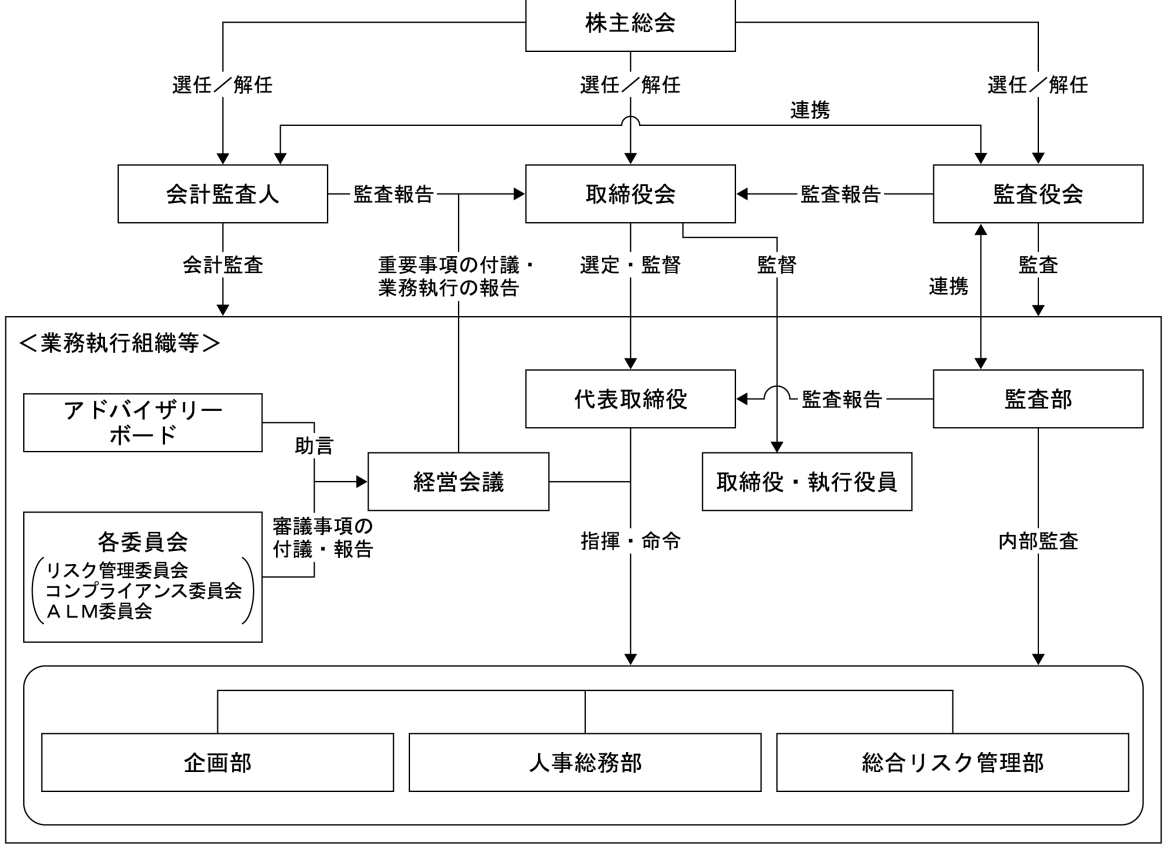 株主総会
選任／解任
選任／解任
選任／解任
連携
会計監査人
監査報告
取締役会
監査報告
監査役会
会計監査
重要事項の付議・
業務執行の報告
選定・監督
監督
連携
監査
＜業務執行組織等＞
代表取締役
監査報告
監査部
アドバイザリー
ボード
助言
経営会議
取締役・執行役員
各委員会
リスク管理委員会
コンプライアンス委員会
ＡＬＭ委員会
審議事項の
付議・報告
指揮・命令
内部監査
企画部
人事総務部
総合リスク管理部